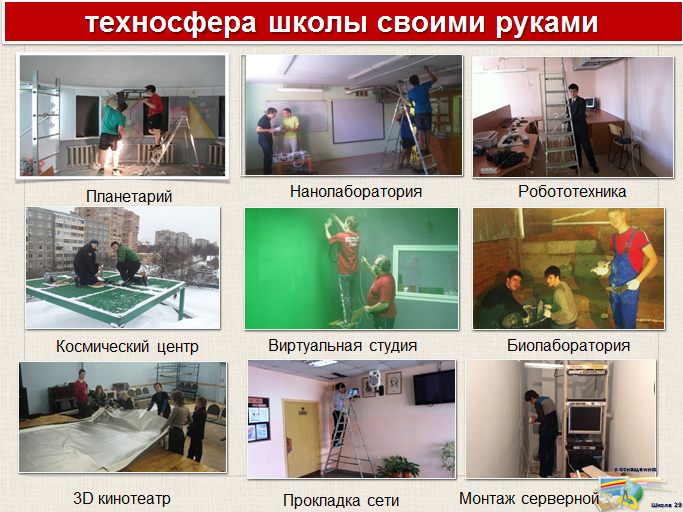 техносфера школы своими руками
Планетарий
Нанолаборатория
Робототехника
Космический центр
Виртуальная студия
Биолаборатория
3D кинотеатр
Прокладка сети
Монтаж серверной
к оснащению
Школа 29